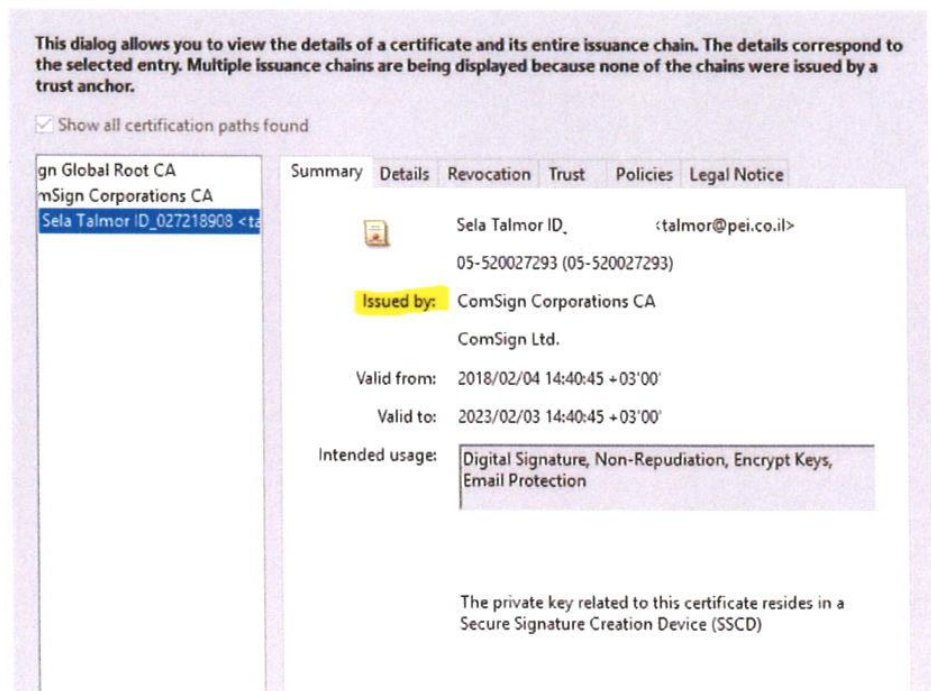 This dialog allows you to view the details of a certificate and its entire issuance chain. The details correspond to
the selected entry. Multiple issuance chains are being displayed because none of the chains were issued by a
trust anchor.
Show all certification paths found
gn Global Root CA
mSign Corporations CA
Sela Talmor ID_027218908 <ta
Summary Details Revocation Trust Policies Legal Notice
Sela Talmor ID_ <talmor@pei.co.il>
05-520027293 (05-520027293)
Issued by: ComSign Corporations CA
ComSign Ltd.
Valid from: 2018/02/04 14:40:45 +03'00'
Valid to: 2023/02/03 14:40:45 +03'00'
Intended usage: Digital Signature, Non-Repudiation, Encrypt Keys,
Email Protection
The private key related to this certificate resides in a
Secure Signature Creation Device (SSCD)